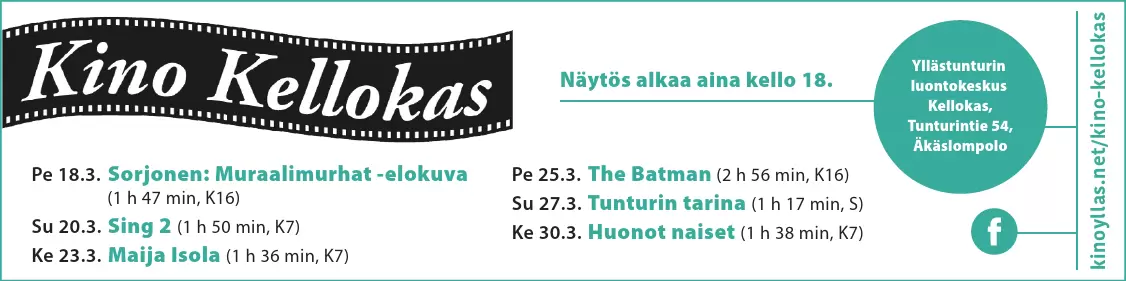 Kino Kellokas
Näytös alkaa aina kello 18.
Yllästunturin
luontokeskus
Kellokas,
Tunturintie 54,
Äkäslompolo
Pe 18.3. Sorjonen: Muraalimurhat -elokuva
(1 h 47 min, K16)
Su 20.3. Sing 2 (1 h 50 min, K7)
Ke 23.3. Maija Isola (1 h 36 min, K7)
Pe 25.3. The Batman (2 h 56 min, K16)
Su 27.3. Tunturin tarina (1 h 17 min, S)
Ke 30.3. Huonot naiset (1 h 38 min, K7)
f
kinoyllas.net/kino-kellokas